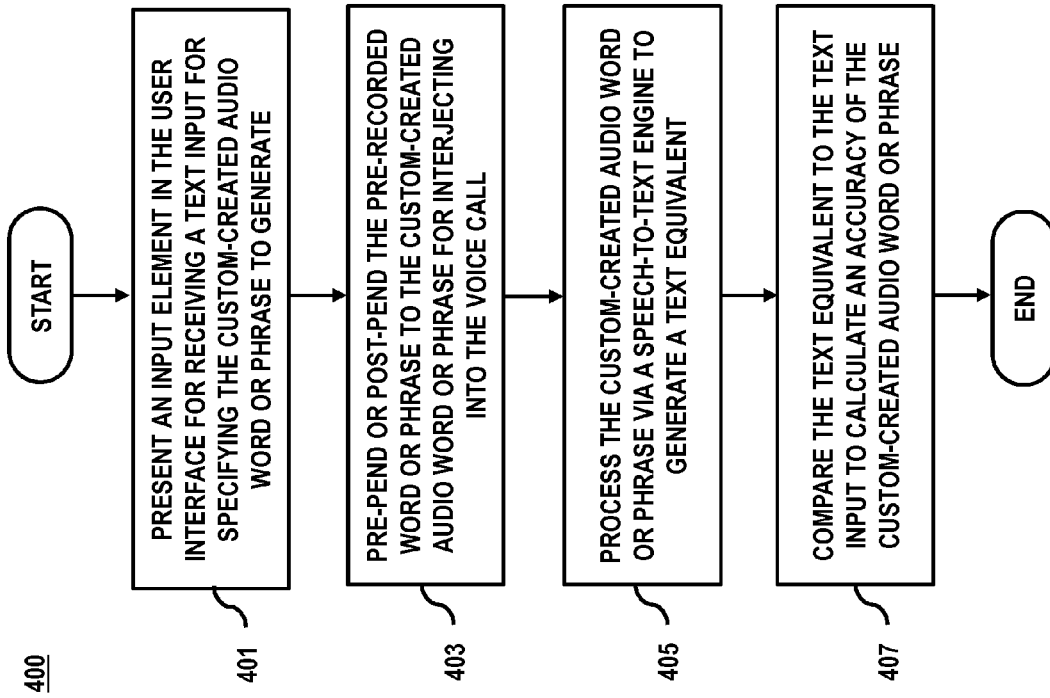 400
START
401
PRESENT AN INPUT ELEMENT IN THE USER
INTERFACE FOR RECEIVING A TEXT INPUT FOR
SPECIFYING THE CUSTOM-CREATED AUDIO
WORD OR PHRASE TO GENERATE
403
PRE-PEND OR POST-PEND THE PRE-RECORDED
WORD OR PHRASE TO THE CUSTOM-CREATED
AUDIO WORD OR PHRASE FOR INTERJECTING
INTO THE VOICE CALL
405
PROCESS THE CUSTOM-CREATED AUDIO WORD
OR PHRASE VIA A SPEECH-TO-TEXT ENGINE TO
GENERATE A TEXT EQUIVALENT
407
COMPARE THE TEXT EQUIVALENT TO THE TEXT
INPUT TO CALCULATE AN ACCURACY OF THE
CUSTOM-CREATED AUDIO WORD OR PHRASE
END